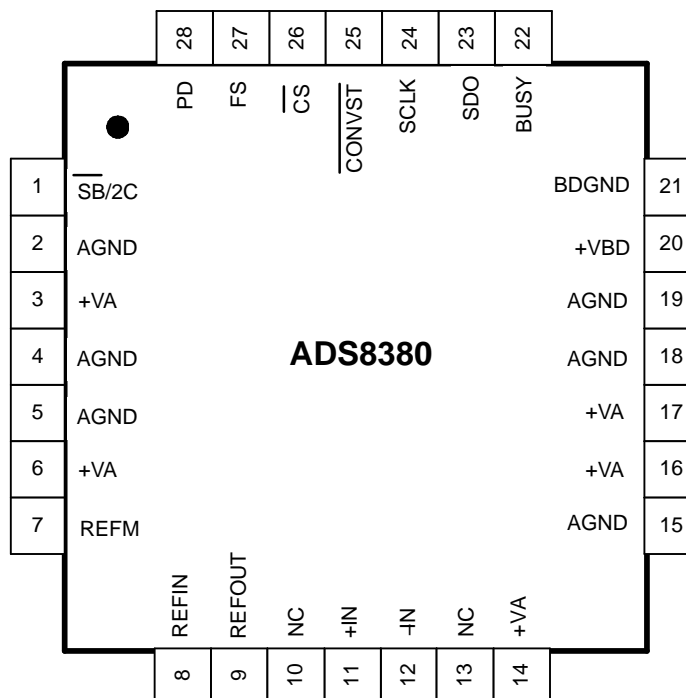 28 27 26 25 24 23 22
PD FS CS CONVST SCLK SDO BUSY
1 SB/2C BDGND 21
2 AGND +VBD 20
3 +VA AGND 19
4 AGND ADS8380 AGND 18
5 AGND +VA 17
6 +VA +VA 16
7 REFM AGND 15
REFIN REFOUT NC +IN -IN NC +VA
8 9 10 11 12 13 14